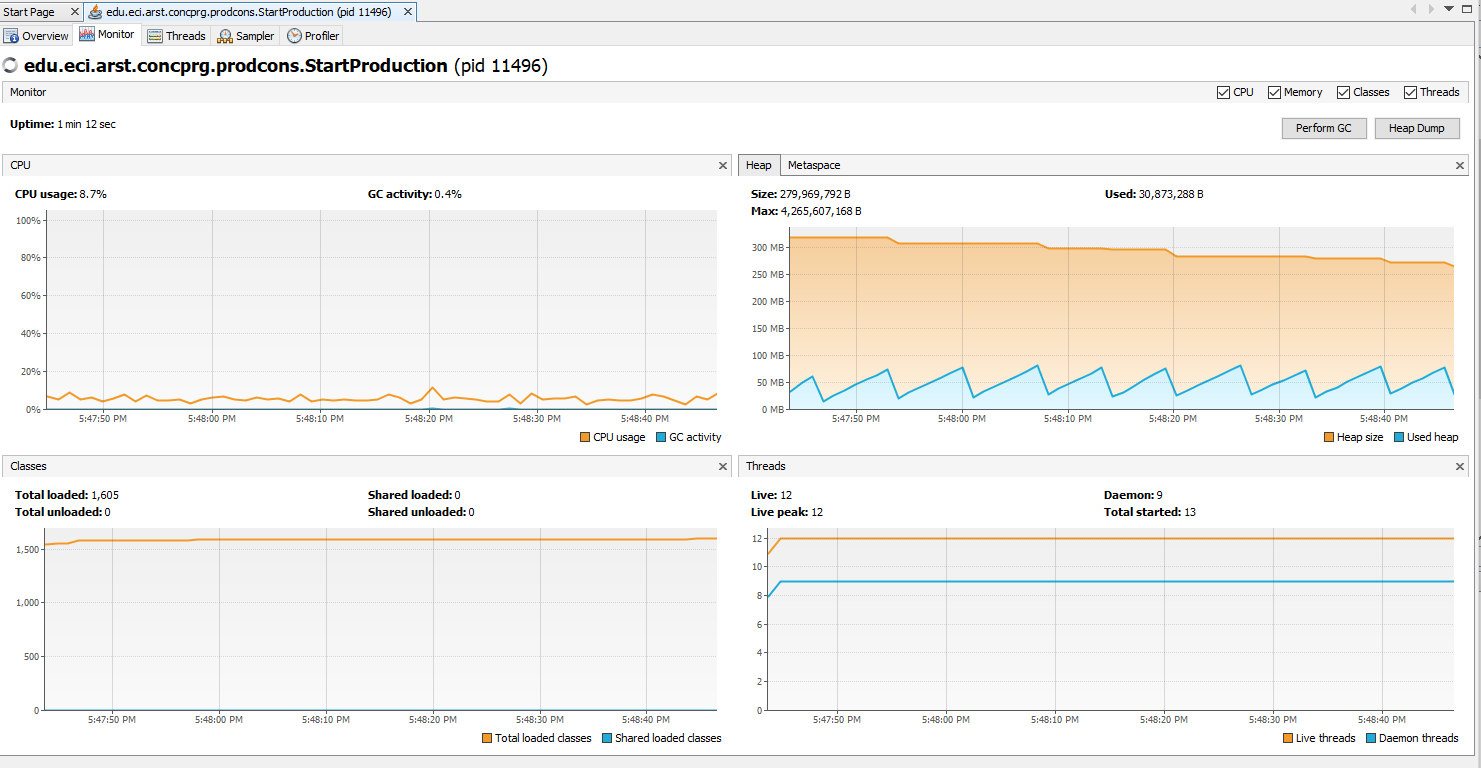 Start Page
edu.eci.arst.concprg.prodcons.StartProduction (pid 11496)
Overview Monitor Threads Sampler Profiler
edu.eci.arst.concprg.prodcons.StartProduction (pid 11496)
Monitor
CPU Memory Classes Threads
Uptime: 1 min 12 sec
Perform GC Heap Dump
CPU
CPU usage: 8.7% GC activity: 0.4%
100%
80%
60%
40%
20%
0%
5:47:50 PM 5:48:00 PM 5:48:10 PM 5:48:20 PM 5:48:30 PM 5:48:40 PM
CPU usage GC activity
Heap Metaspace
Size: 279,969,792 B Used: 30,873,288 B
Max: 4,265,607,168 B
300 MB
250 MB
200 MB
150 MB
100 MB
50 MB
0 MB
5:47:50 PM 5:48:00 PM 5:48:10 PM 5:48:20 PM 5:48:30 PM 5:48:40 PM
Heap size Used heap
Classes
Total loaded: 1,605 Shared loaded: 0
Total unloaded: 0 Shared unloaded: 0
1,500
1,000
500
0
5:47:50 PM 5:48:00 PM 5:48:10 PM 5:48:20 PM 5:48:30 PM 5:48:40 PM
Total loaded classes Shared loaded classes
Threads
Live: 12 Daemon: 9
Live peak: 12 Total started: 13
12
10
8
6
4
2
0
5:47:50 PM 5:48:00 PM 5:48:10 PM 5:48:20 PM 5:48:30 PM 5:48:40 PM
Live threads Daemon threads